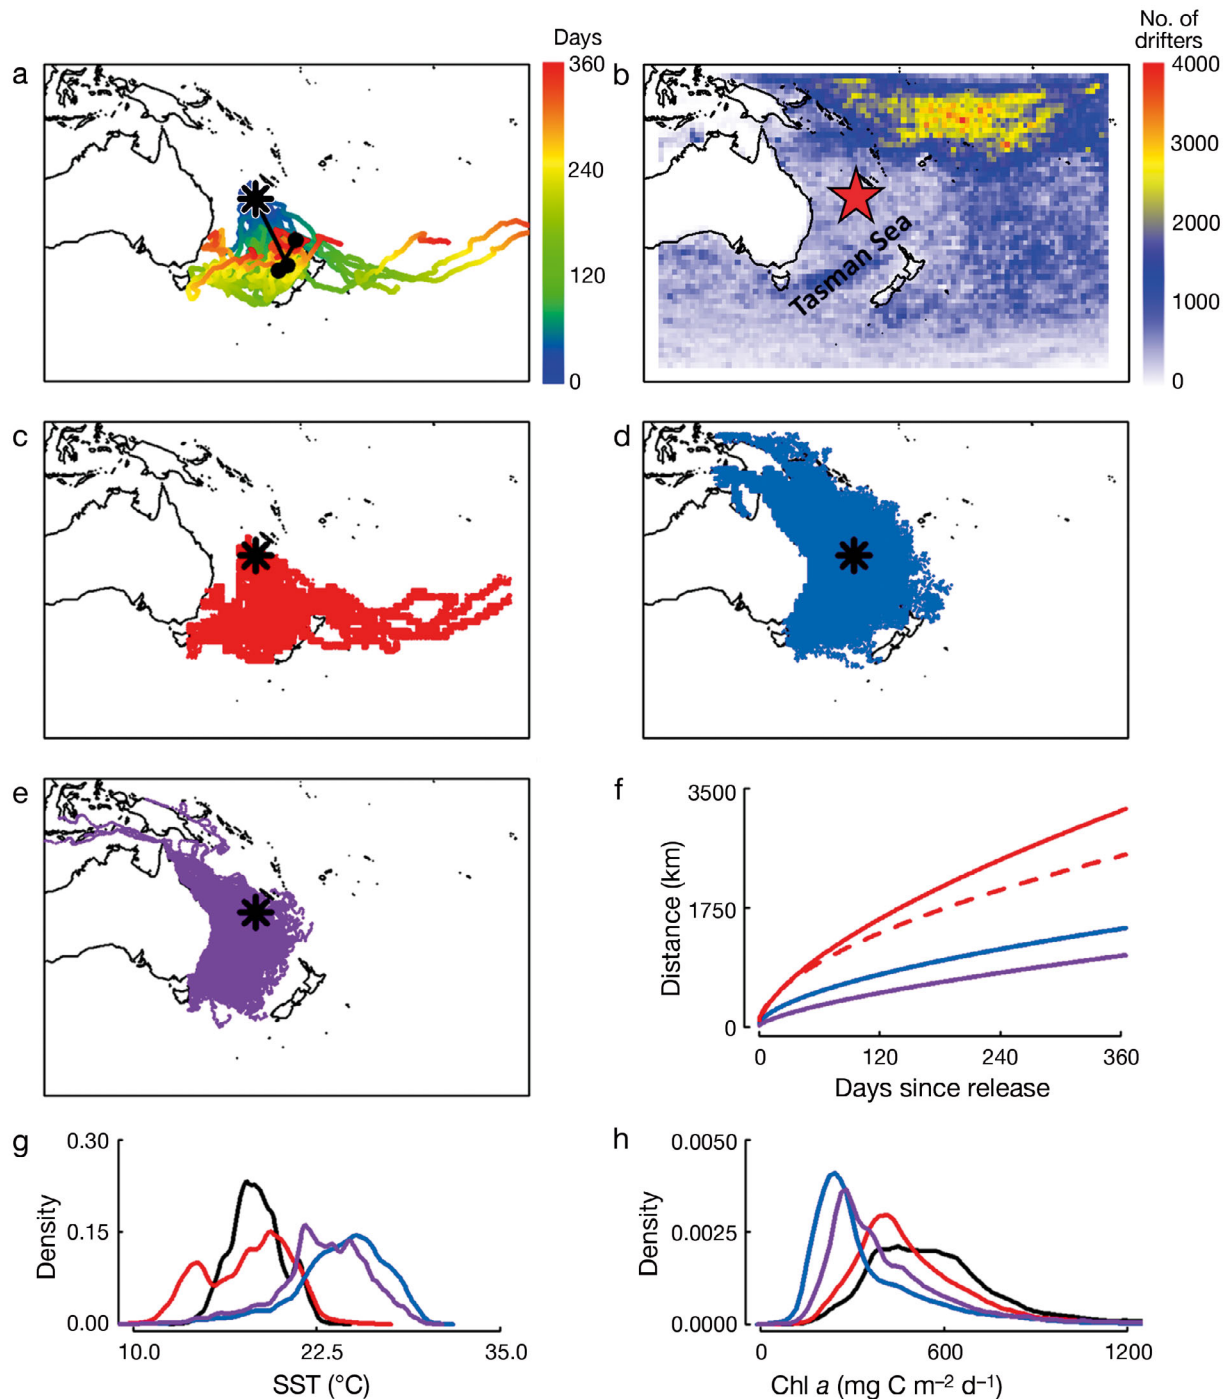 No. of
drifters
Days
a
360
240
120
0
b
Tasman Sea
4000
3000
2000
1000
0
c
d
e
f
3500
1750
0
Distance (km)
0
120
240
360
Days since release
g
0.30
0.15
0.00
Density
10.0
22.5
35.0
SST (°C)
h
0.0050
0.0025
0.0000
Density
0
600
1200
Chl a (mg C m⁻² d⁻¹)